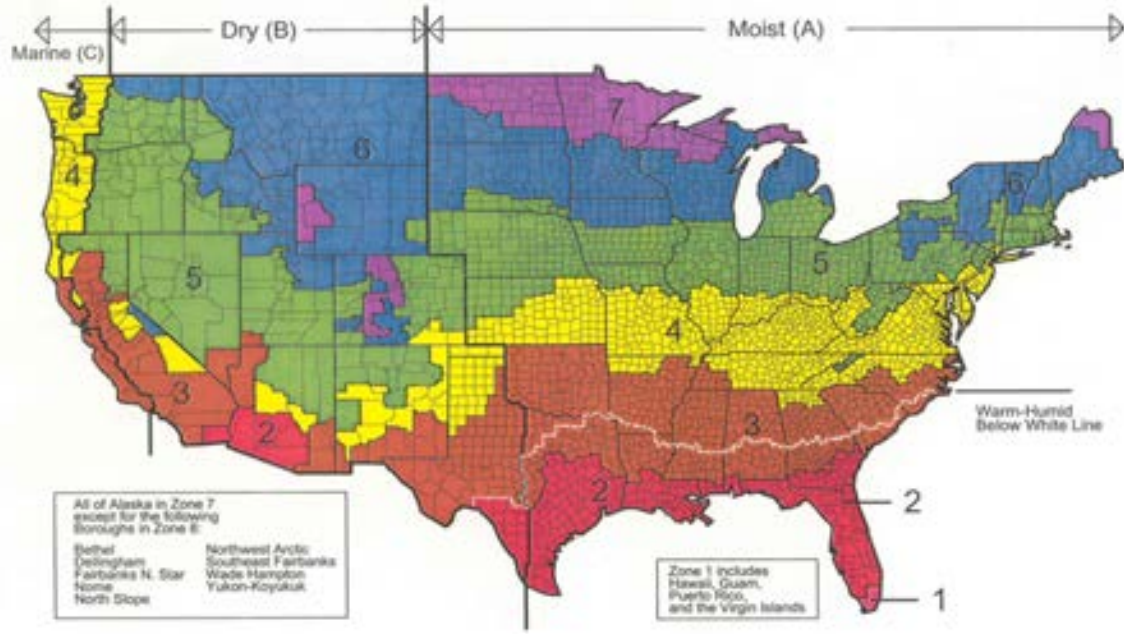 Marine (C)
Dry (B)
Moist (A)
7
6
6
4
5
5
4
3
3
2
2
Warm-Humid
Below White Line
2
1
All of Alaska in Zone 7
except for the following
Boroughs in Zone 8:
Bethel
Dellingham
Fairbanks N. Star
Nome
North Slope
Northwest Arctic
Southeast Fairbanks
Wade Hampton
Yukon-Koyukuk
Zone 1 includes
Hawaii, Guam,
Puerto Rico,
and the Virgin Islands